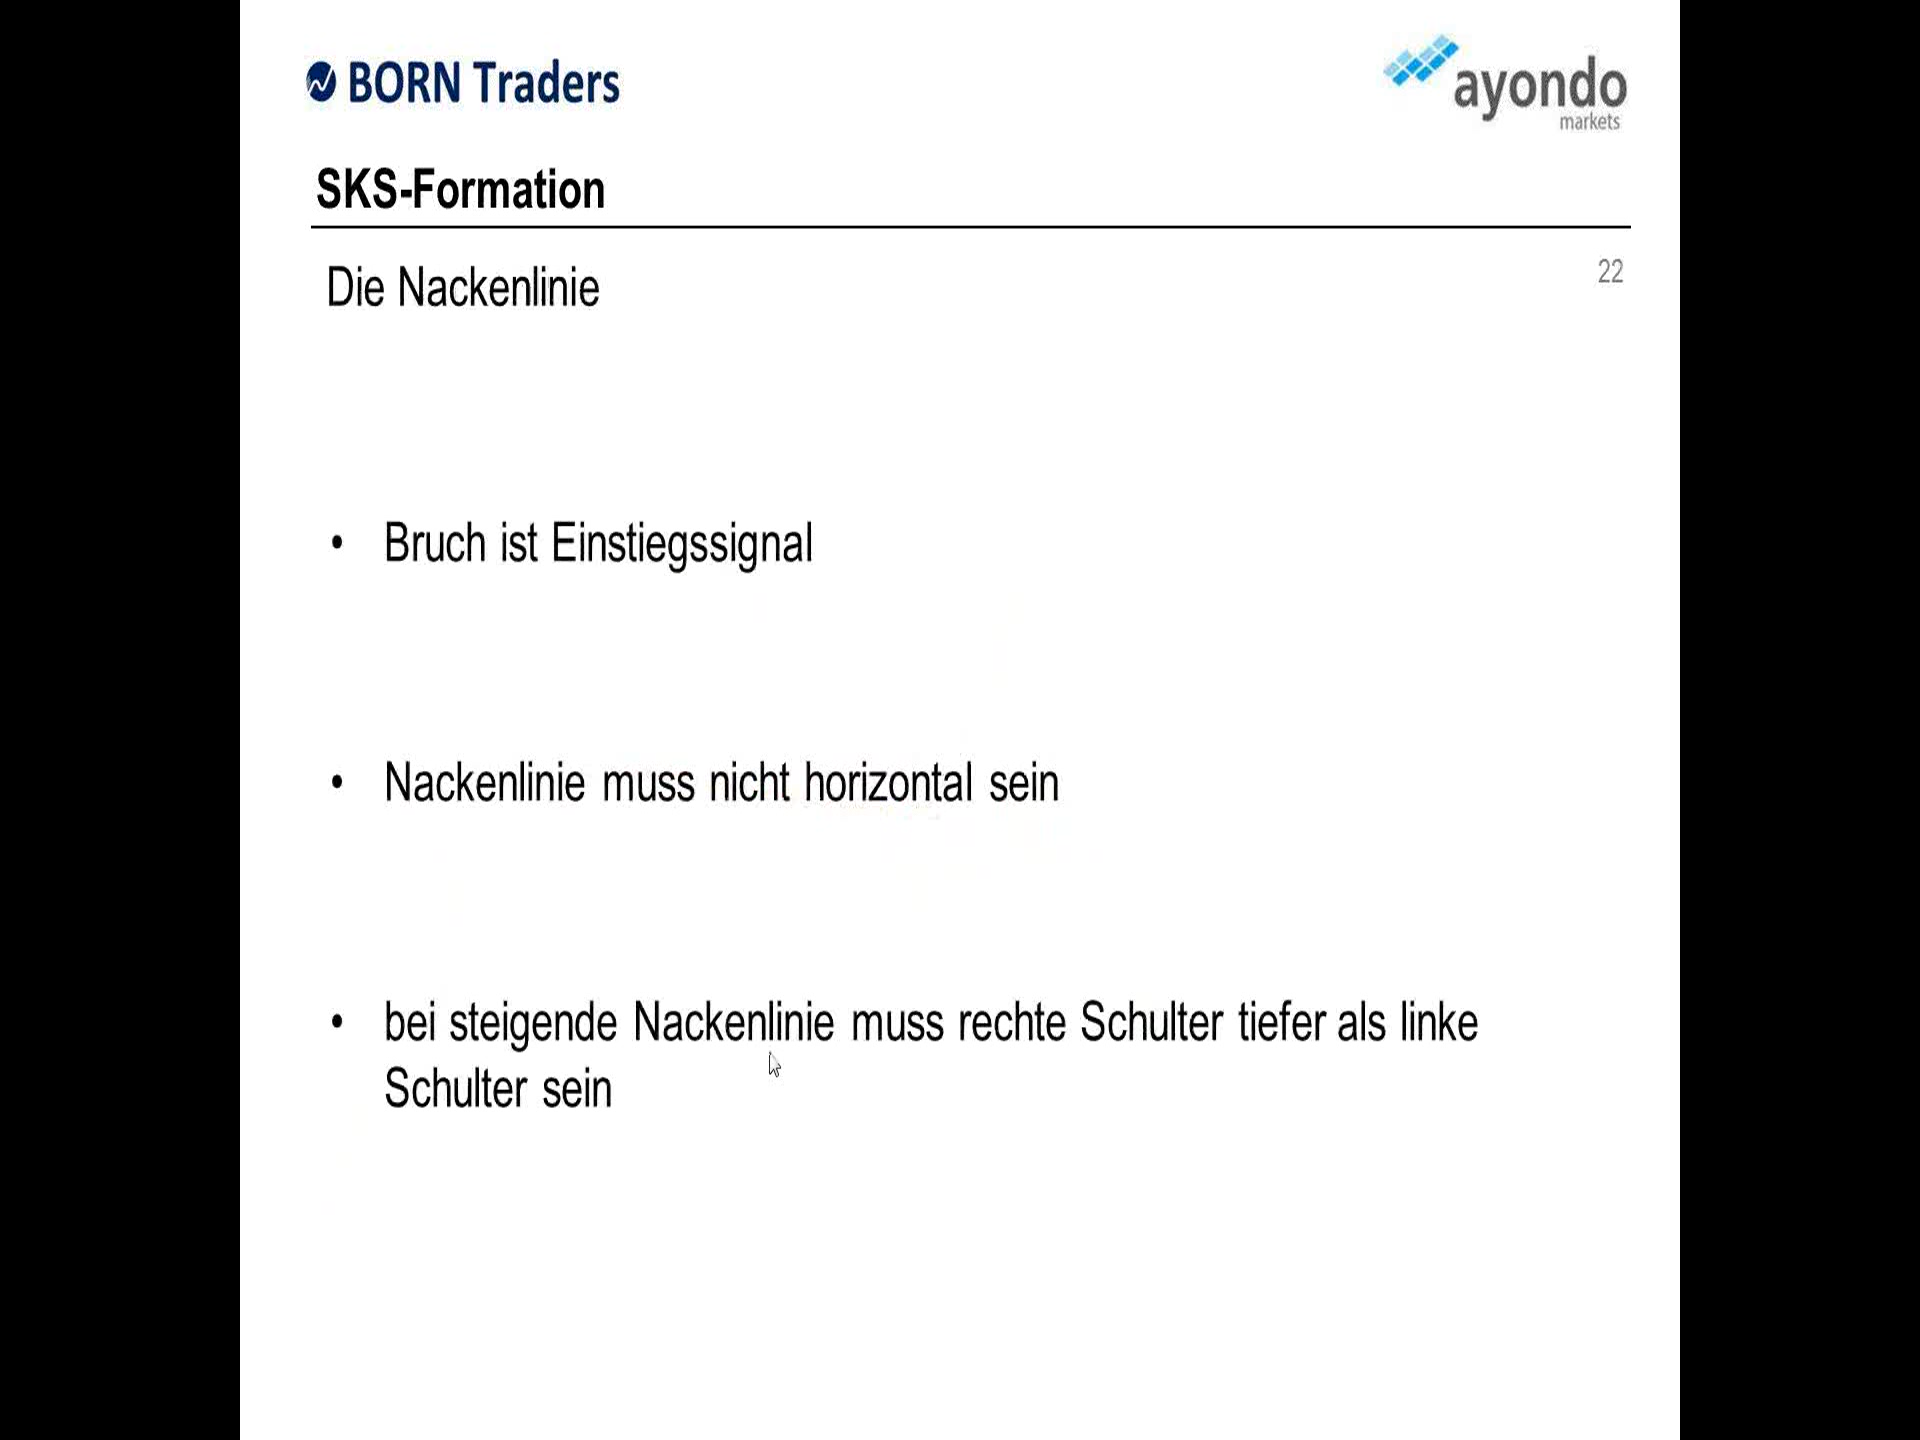 BORN Traders
ayondo
markets
SKS-Formation
Die Nackenlinie
22
• Bruch ist Einstiegssignal
• Nackenlinie muss nicht horizontal sein
• bei steigende Nackenlinie muss rechte Schulter tiefer als linke
Schulter sein